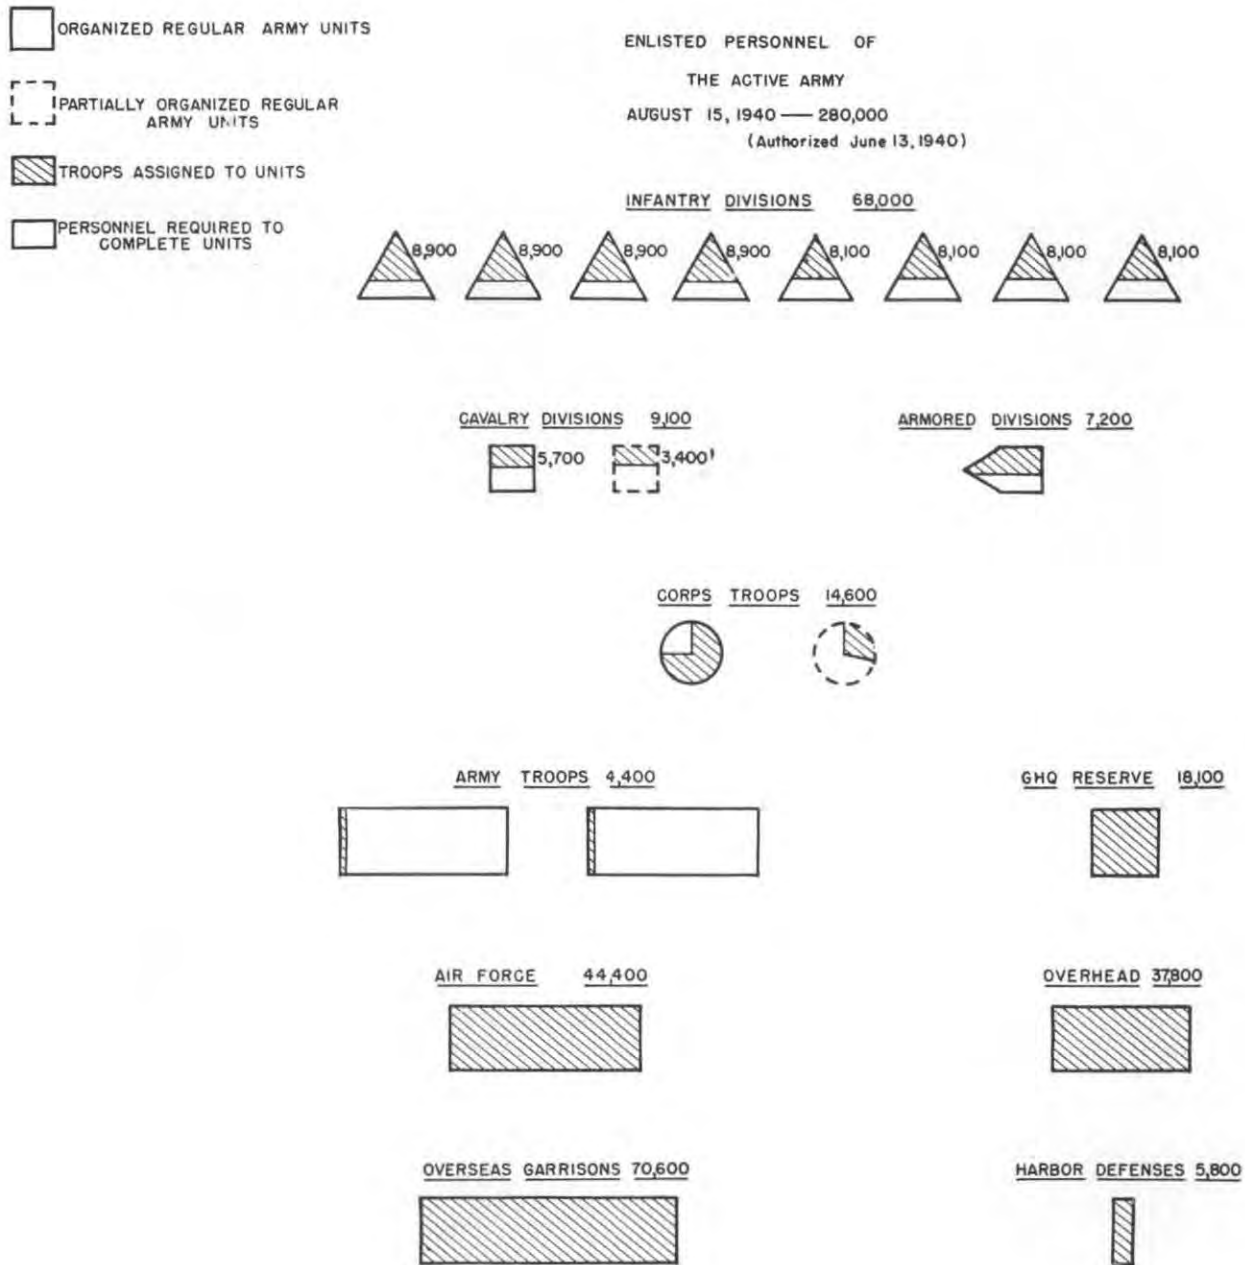 ORGANIZED REGULAR ARMY UNITS
PARTIALLY ORGANIZED REGULAR
ARMY UNITS
TROOPS ASSIGNED TO UNITS
PERSONNEL REQUIRED TO
COMPLETE UNITS
ENLISTED PERSONNEL OF
THE ACTIVE ARMY
AUGUST 15, 1940 — 280,000
(Authorized June 13, 1940)
INFANTRY DIVISIONS 68,000
8,900 8,900 8,900 8,900 8,100 8,100 8,100 8,100
CAVALRY DIVISIONS 9,100
5,700 3,400¹
ARMORED DIVISIONS 7,200
CORPS TROOPS 14,600
ARMY TROOPS 4,400
GHQ RESERVE 18,100
AIR FORCE 44,400
OVERHEAD 37,800
OVERSEAS GARRISONS 70,600
HARBOR DEFENSES 5,800